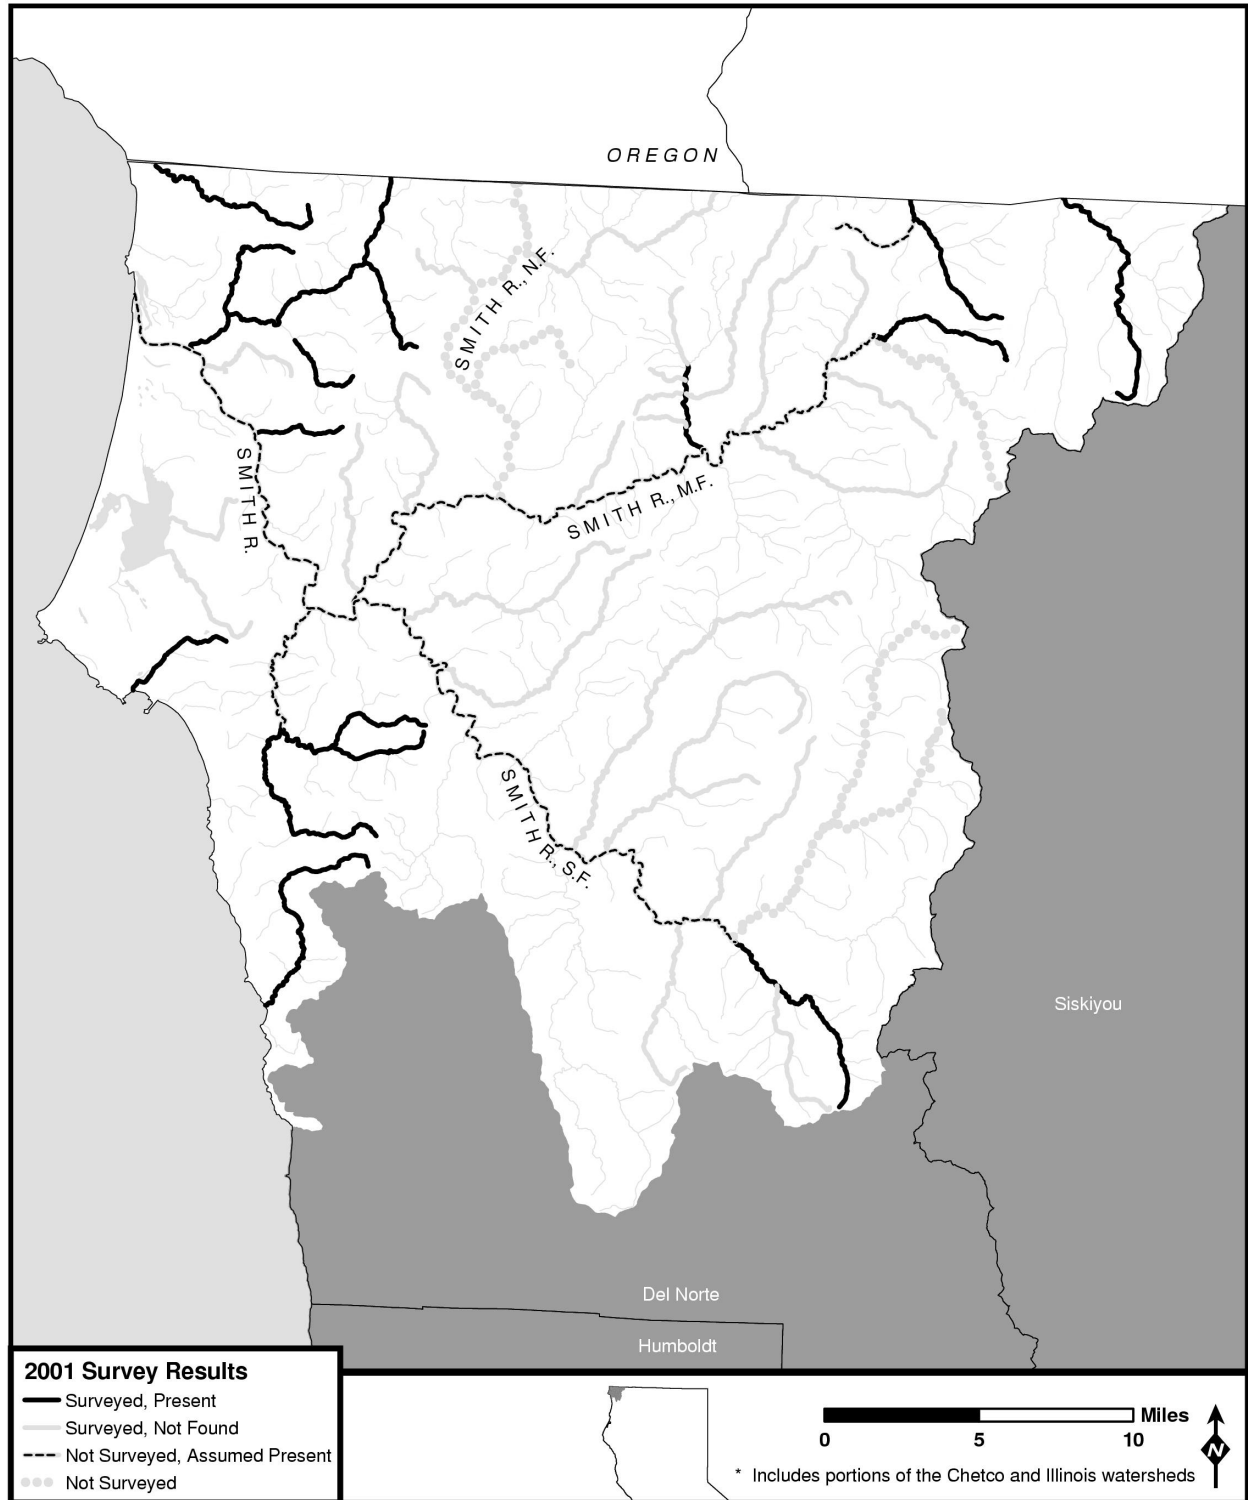 OREGON
SMITH R., N.F.
SMITH R.
SMITH R., M.F.
SMITH R., S.F.
Siskiyou
Del Norte
Humboldt
2001 Survey Results
Surveyed, Present
Surveyed, Not Found
Not Surveyed, Assumed Present
Not Surveyed
Miles
0 5 10
N
* Includes portions of the Chetco and Illinois watersheds